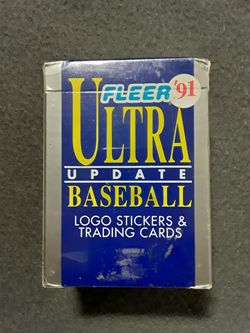 FLEER '91
ULTRA
UPDATE
BASEBALL
LOGO STICKERS &
TRADING CARDS